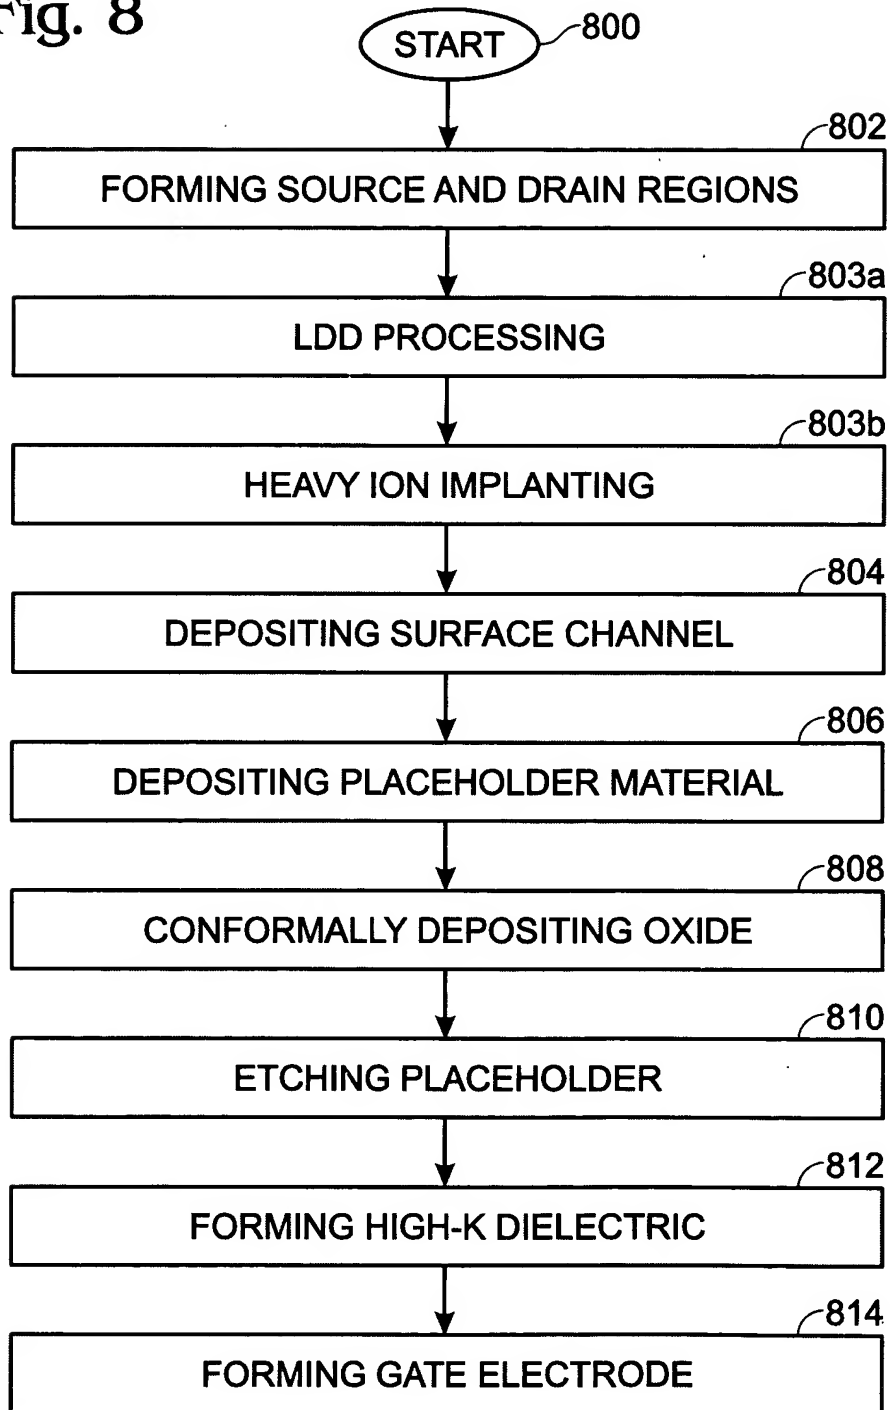 Fig. 8
START
800
802
FORMING SOURCE AND DRAIN REGIONS
803a
LDD PROCESSING
803b
HEAVY ION IMPLANTING
804
DEPOSITING SURFACE CHANNEL
806
DEPOSITING PLACEHOLDER MATERIAL
808
CONFORMALLY DEPOSITING OXIDE
810
ETCHING PLACEHOLDER
812
FORMING HIGH-K DIELECTRIC
814
FORMING GATE ELECTRODE